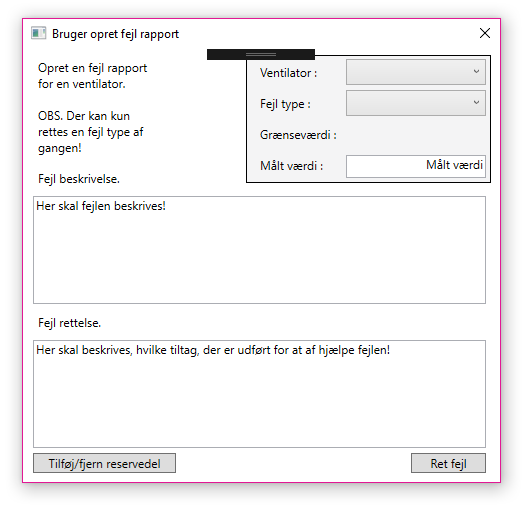 Bruger opret fejl rapport
Opret en fejl rapport
for en ventilator.
OBS. Der kan kun
rettes en fejl type af
gangen!
Ventilator :
Fejl type :
Grænseværdi :
Målt værdi :
Målt værdi
Fejl beskrivelse.
Her skal fejlen beskrives!
Fejl rettelse.
Her skal beskrives, hvilke tiltag, der er udført for at af hjælpe fejlen!
Tilføj/fjern reservedel
Ret fejl